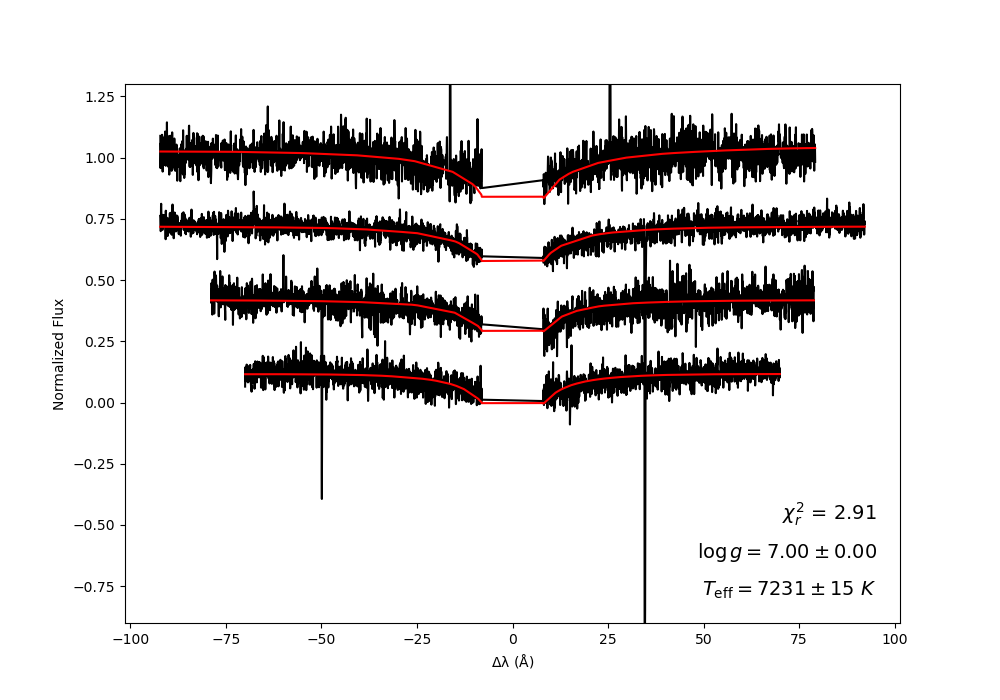 1.25
1.00
0.75
0.50
0.25
0.00
−0.25
−0.50
−0.75
Normalized Flux
χ²ᵣ = 2.91
log g = 7.00 ± 0.00
T_eff = 7231 ± 15 K
−100 −75 −50 −25 0 25 50 75 100
Δλ (Å)